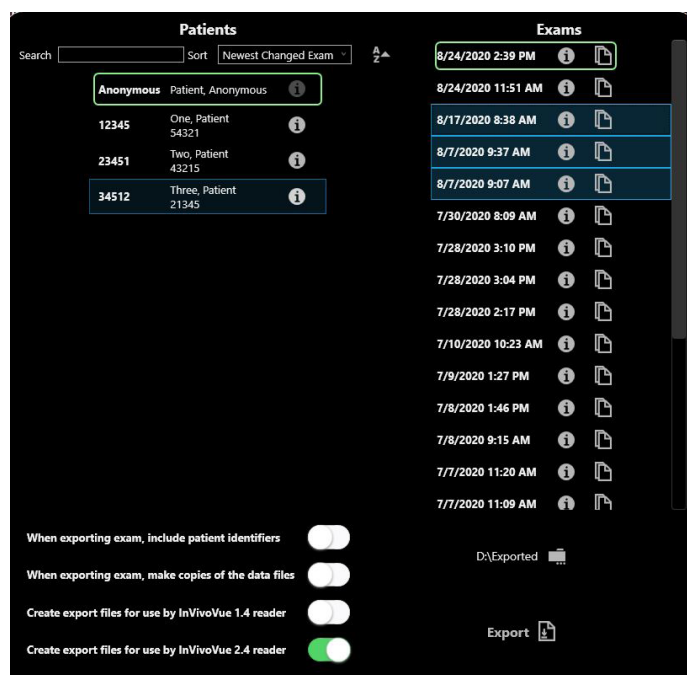 Patients
Search Sort Newest Changed Exam A Z
Anonymous Patient, Anonymous
12345 One, Patient
54321
23451 Two, Patient
43215
34512 Three, Patient
21345
When exporting exam, include patient identifiers
When exporting exam, make copies of the data files
Create export files for use by InVivoVue 1.4 reader
Create export files for use by InVivoVue 2.4 reader
Exams
8/24/2020 2:39 PM
8/24/2020 11:51 AM
8/17/2020 8:38 AM
8/7/2020 9:37 AM
8/7/2020 9:07 AM
7/30/2020 8:09 AM
7/28/2020 3:10 PM
7/28/2020 3:04 PM
7/28/2020 2:17 PM
7/10/2020 10:23 AM
7/9/2020 1:27 PM
7/8/2020 1:46 PM
7/8/2020 9:15 AM
7/7/2020 11:20 AM
7/7/2020 11:09 AM
D:\Exported
Export